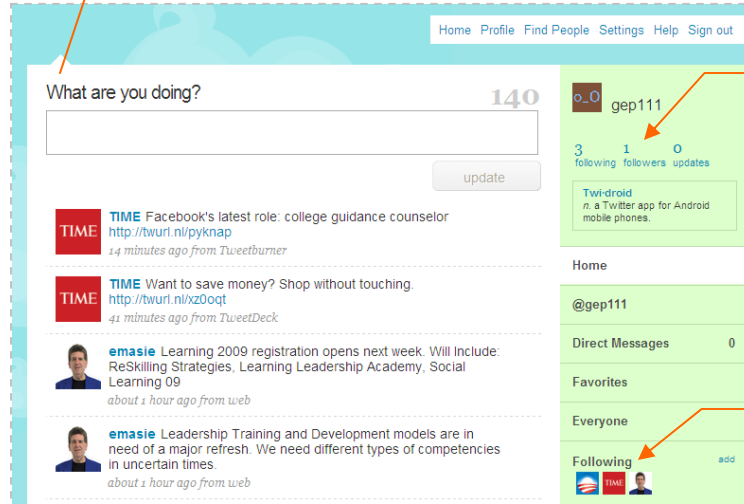 Home Profile Find People Settings Help Sign out
What are you doing?
140
update
TIME
TIME Facebook's latest role: college guidance counselor
http://twurl.nl/pyknap
14 minutes ago from Tweetburner
TIME
TIME Want to save money? Shop without touching.
http://twurl.nl/xz0oqt
41 minutes ago from TweetDeck
emasie Learning 2009 registration opens next week. Will Include:
ReSkilling Strategies, Learning Leadership Academy, Social
Learning 09
about 1 hour ago from web
emasie Leadership Training and Development models are in
need of a major refresh. We need different types of competencies
in uncertain times.
about 1 hour ago from web
o_O
gep111
3 1 0
following followers updates
Twi-droid
n. a Twitter app for Android
mobile phones.
Home
@gep111
Direct Messages 0
Favorites
Everyone
Following add
TIME